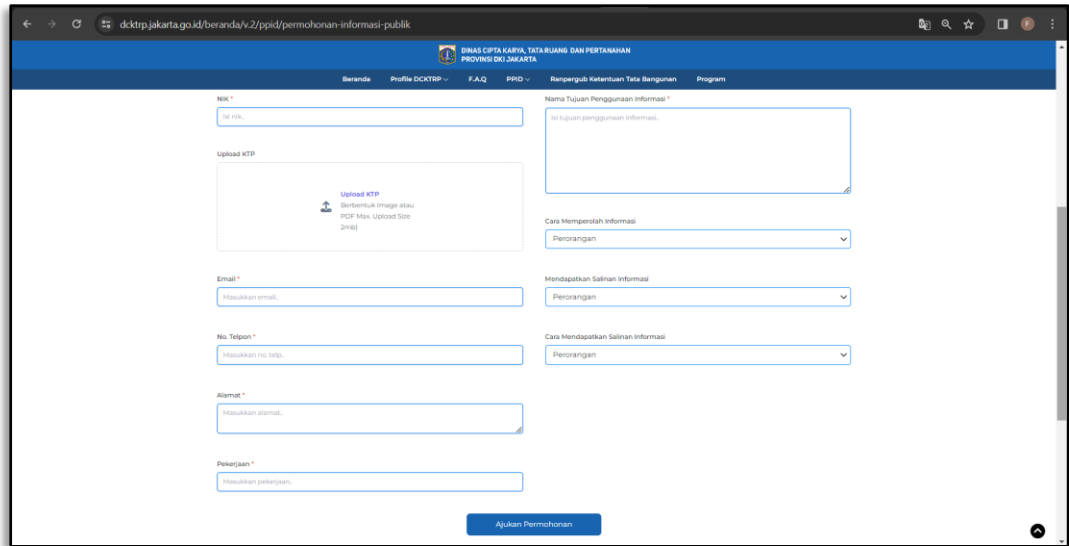 dcktrp.jakarta.go.id/beranda/v.2/ppid/permohonan-informasi-publik
F
DINAS CIPTA KARYA, TATA RUANG DAN PERTANAHAN
PROVINSI DKI JAKARTA
Beranda Profile DCKTRP F.A.Q PPID Ranpergub Ketentuan Tata Bangunan Program
NIK *
Isi nik..
Upload KTP
Upload KTP
Berbentuk Image atau
PDF Max. Upload Size
2mb)
Email *
Masukkan email..
No. Telpon *
Masukkan no. telp..
Alamat *
Masukkan alamat..
Pekerjaan *
Masukkan pekerjaan..
Nama Tujuan Penggunaan Informasi *
Isi tujuan penggunaan informasi..
Cara Memperolah Informasi
Perorangan
Mendapatkan Salinan Informasi
Perorangan
Cara Mendapatkan Salinan Informasi
Perorangan
Ajukan Permohonan